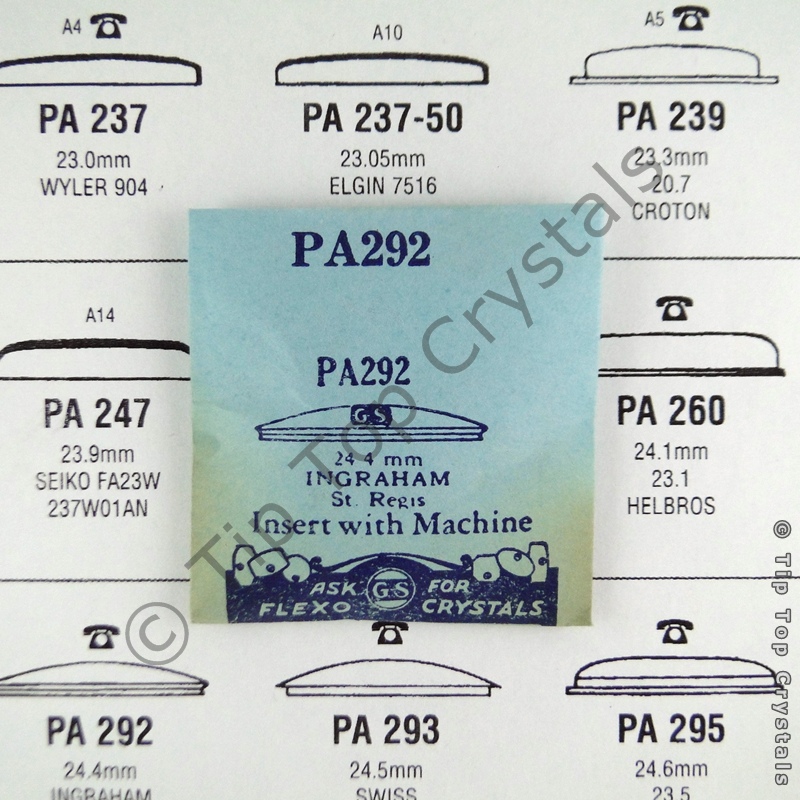 A4
A10
A5
PA 237
PA 237-50
PA 239
23.0mm
23.05mm
23.3mm
WYLER 904
ELGIN 7516
20.7
CROTON
PA292
A14
PA292
GS
PA 247
PA 260
23.9mm
24.4 mm
24.1mm
SEIKO FA23W
INGRAHAM
23.1
237W01AN
St. Regis
HELBROS
Insert with Machine
ASK GS FOR
FLEXO CRYSTALS
© Tip Top Crystals
© Tip Top Crystals
PA 292
PA 293
PA 295
24.4mm
24.5mm
24.6mm
INGRAHAM
SWISS
23.5